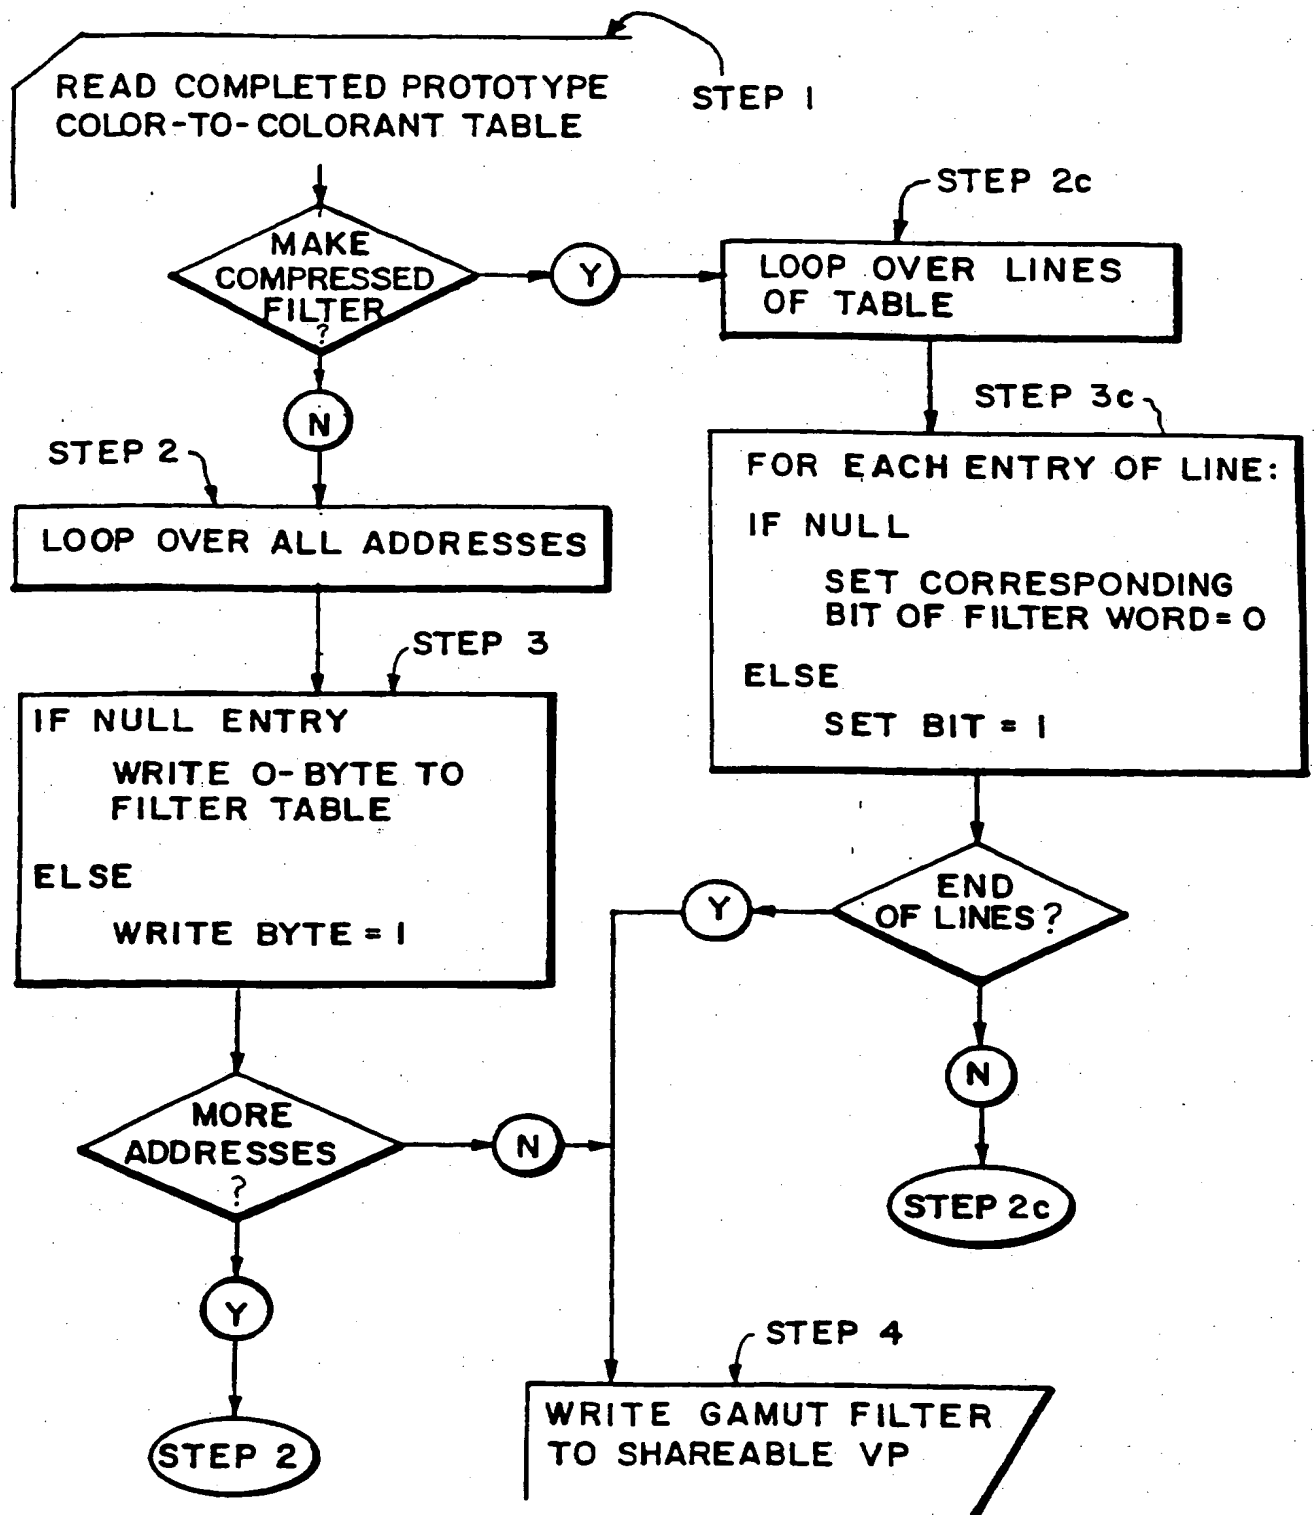 READ COMPLETED PROTOTYPE
COLOR-TO-COLORANT TABLE
STEP 1
MAKE
COMPRESSED
FILTER
?
Y
STEP 2c
LOOP OVER LINES
OF TABLE
N
STEP 3c
FOR EACH ENTRY OF LINE:
IF NULL
SET CORRESPONDING
BIT OF FILTER WORD=0
ELSE
SET BIT = 1
STEP 2
LOOP OVER ALL ADDRESSES
STEP 3
IF NULL ENTRY
WRITE 0-BYTE TO
FILTER TABLE
ELSE
WRITE BYTE = 1
END
OF LINES?
Y
N
STEP 2c
MORE
ADDRESSES
?
N
Y
STEP 2
STEP 4
WRITE GAMUT FILTER
TO SHAREABLE VP